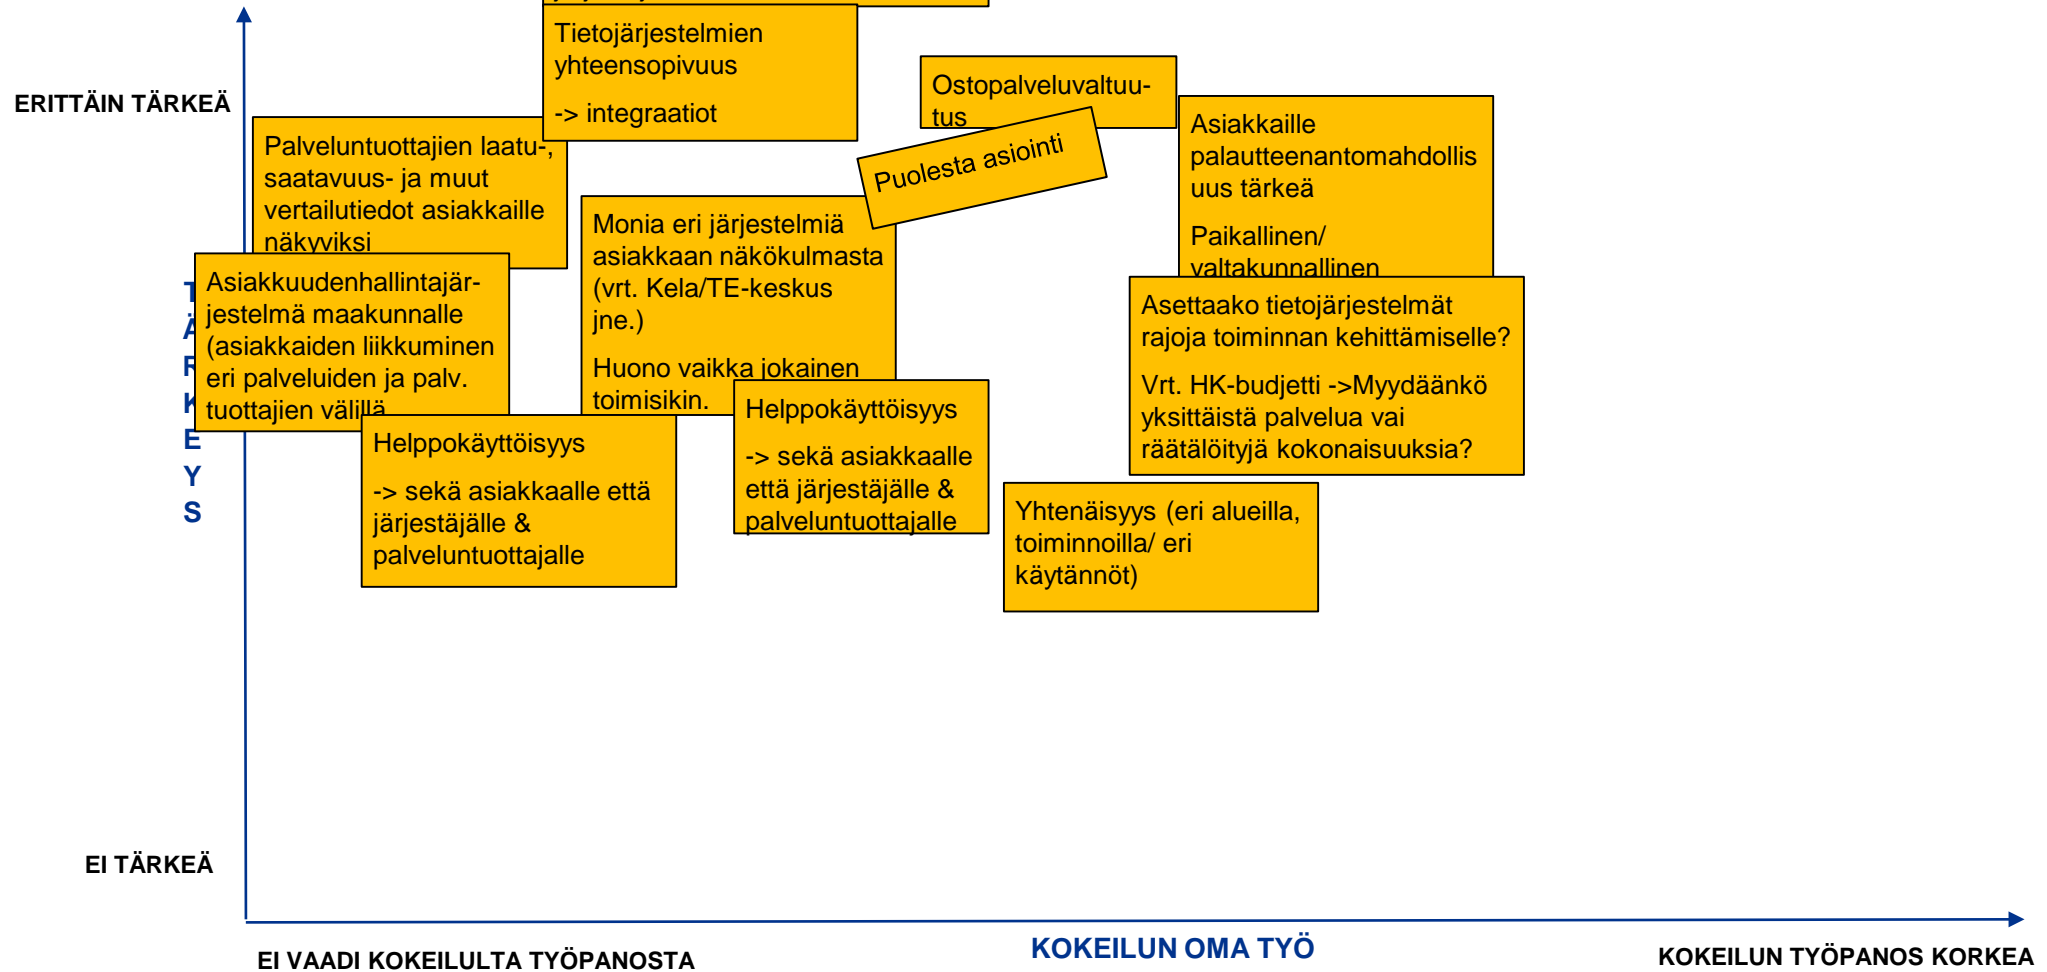 Tietojärjestelmien
yhteensopivuus
-> integraatiot
Ostopalveluvaltuu-
tus
ERITTÄIN TÄRKEÄ
Palveluntuottajien laatu-,
saatavuus- ja muut
vertailutiedot asiakkaille
näkyviksi
Puolesta asiointi
Asiakkaille
palautteenantomahdollis
uus tärkeä
Paikallinen/
valtakunnallinen
Monia eri järjestelmiä
asiakkaan näkökulmasta
(vrt. Kela/TE-keskus
jne.)
Huono vaikka jokainen
toimisikin.
T
Ä
R
K
E
Y
S
Asiakkuudenhallintajär-
jestelmä maakunnalle
(asiakkaiden liikkuminen
eri palveluiden ja palv.
tuottajien välillä
Asettaako tietojärjestelmät
rajoja toiminnan kehittämiselle?
Vrt. HK-budjetti ->Myydäänkö
yksittäistä palvelua vai
räätälöityjä kokonaisuuksia?
Helppokäyttöisyys
-> sekä asiakkaalle että
järjestäjälle &
palveluntuottajalle
Helppokäyttöisyys
-> sekä asiakkaalle
että järjestäjälle &
palveluntuottajalle
Yhtenäisyys (eri alueilla,
toiminnoilla/ eri
käytännöt)
EI TÄRKEÄ
EI VAADI KOKEILULTA TYÖPANOSTA
KOKEILUN OMA TYÖ
KOKEILUN TYÖPANOS KORKEA